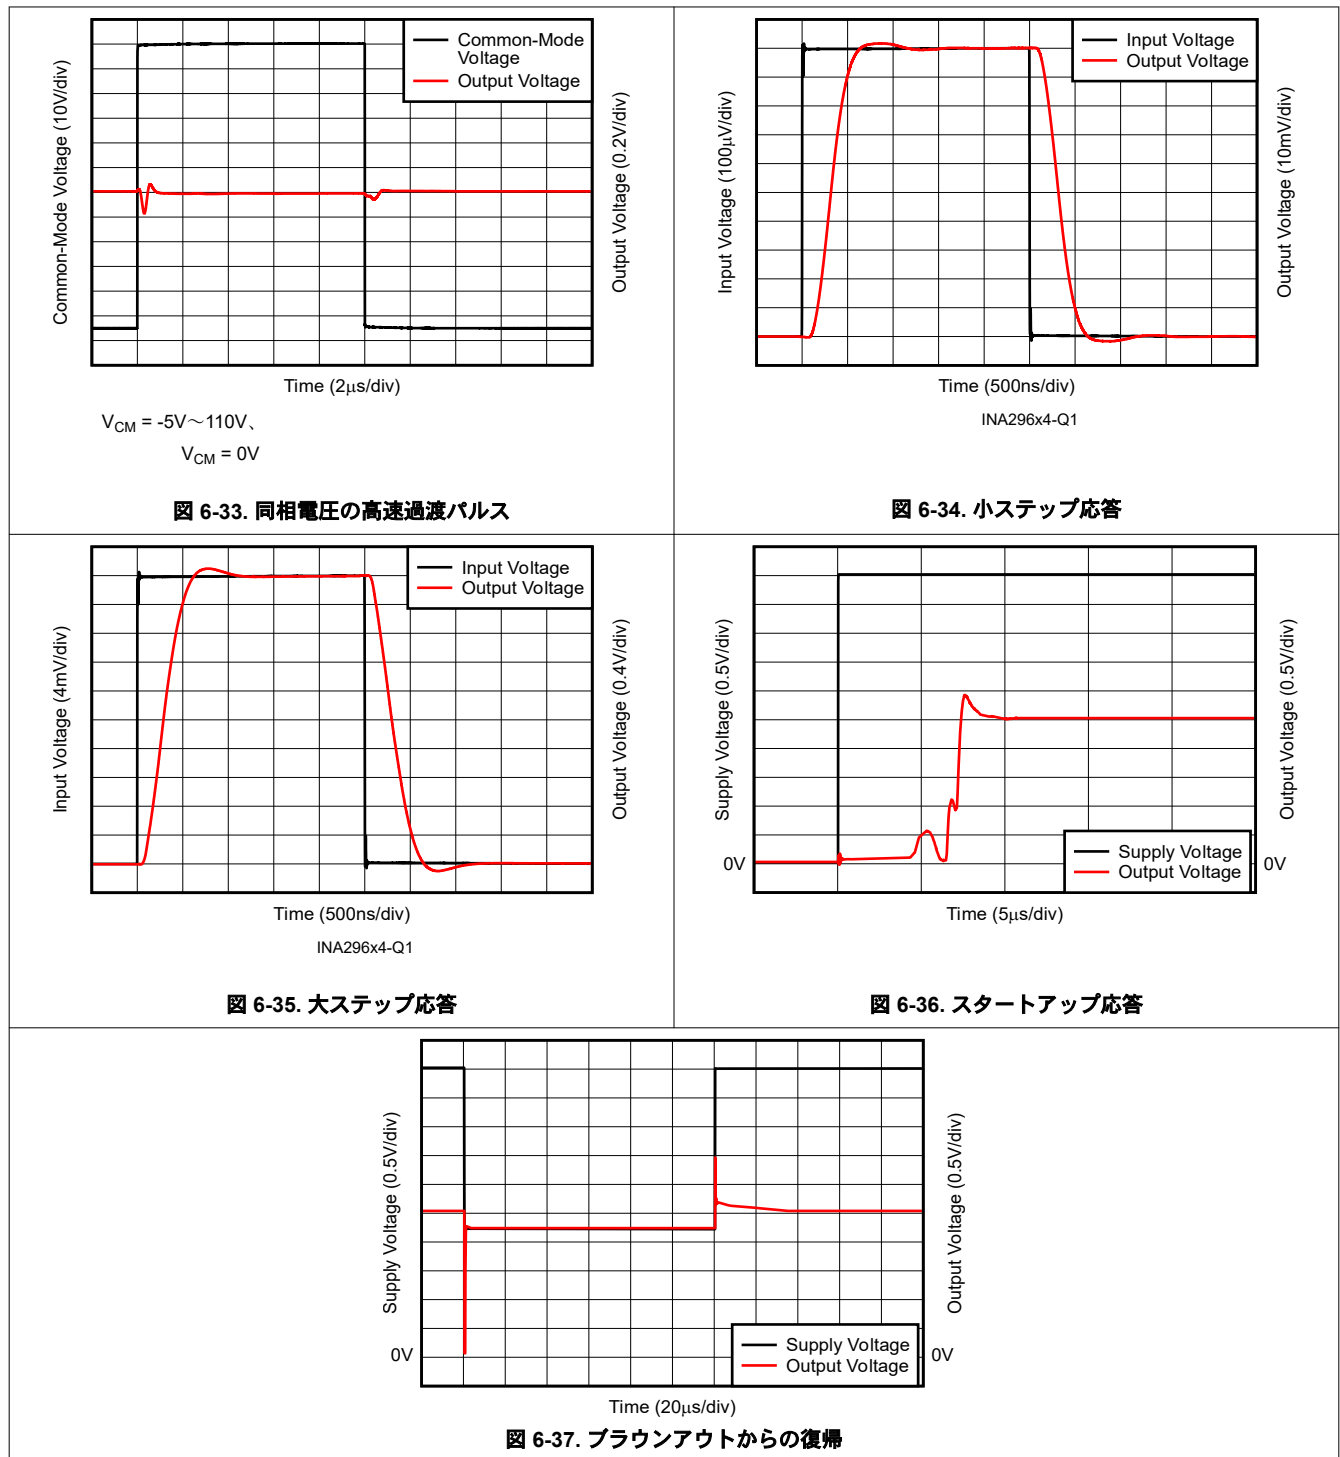 Common-Mode Voltage (10V/div)
Common-Mode
Voltage
Output Voltage
Output Voltage (0.2V/div)
Time (2μs/div)
VCM = -5V～110V、
VCM = 0V
図 6-33. 同相電圧の高速過渡パルス
Input Voltage (100μV/div)
Input Voltage
Output Voltage
Output Voltage (10mV/div)
Time (500ns/div)
INA296x4-Q1
図 6-34. 小ステップ応答
Input Voltage (4mV/div)
Input Voltage
Output Voltage
Output Voltage (0.4V/div)
Time (500ns/div)
INA296x4-Q1
図 6-35. 大ステップ応答
Supply Voltage (0.5V/div)
0V
Supply Voltage
Output Voltage
Output Voltage (0.5V/div)
0V
Time (5μs/div)
図 6-36. スタートアップ応答
Supply Voltage (0.5V/div)
0V
Supply Voltage
Output Voltage
Output Voltage (0.5V/div)
0V
Time (20μs/div)
図 6-37. ブラウンアウトからの復帰